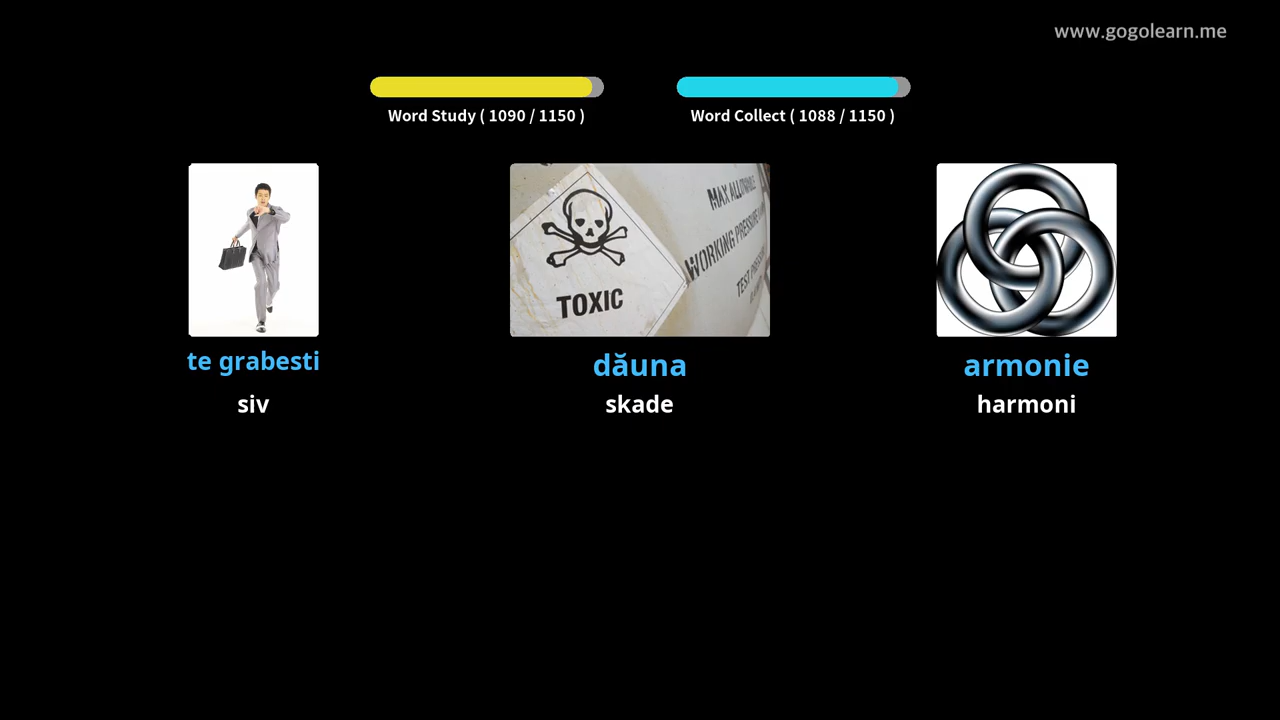 www.gogolearn.me
Word Study ( 1090 / 1150 )
Word Collect ( 1088 / 1150 )
TOXIC
MAX ALLOWABLE
WORKING PRESSURE
te grabesti
dăuna
armonie
siv
skade
harmoni